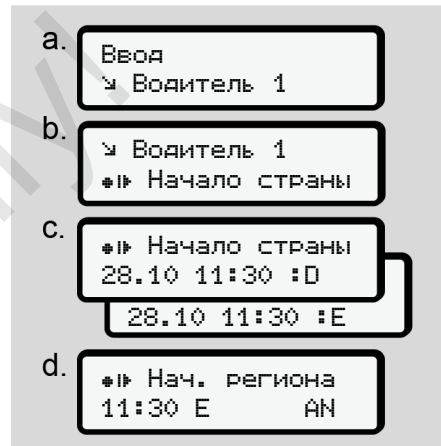 a.
Ввод
Водитель 1
b.
Водитель 1
Начало страны
c.
Начало страны
28.10 11:30 :D
28.10 11:30 :E
d.
Нач. региона
11:30 E AN